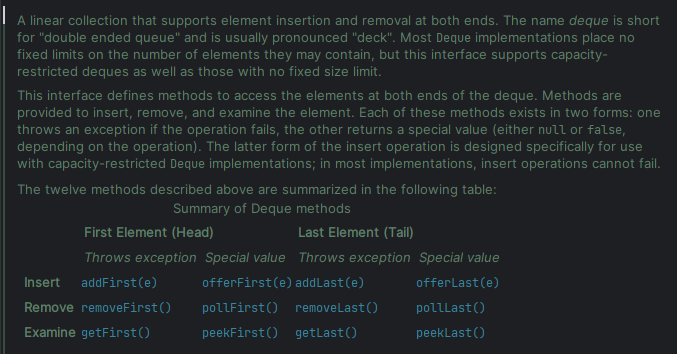 A linear collection that supports element insertion and removal at both ends. The name deque is short
for "double ended queue" and is usually pronounced "deck". Most Deque implementations place no
fixed limits on the number of elements they may contain, but this interface supports capacity-
restricted deques as well as those with no fixed size limit.
This interface defines methods to access the elements at both ends of the deque. Methods are
provided to insert, remove, and examine the element. Each of these methods exists in two forms: one
throws an exception if the operation fails, the other returns a special value (either null or false,
depending on the operation). The latter form of the insert operation is designed specifically for use
with capacity-restricted Deque implementations; in most implementations, insert operations cannot fail.
The twelve methods described above are summarized in the following table:
Summary of Deque methods
First Element (Head) Last Element (Tail)
Throws exception Special value Throws exception Special value
Insert addFirst(e) offerFirst(e) addLast(e) offerLast(e)
Remove removeFirst() pollFirst() removeLast() pollLast()
Examine getFirst() peekFirst() getLast() peekLast()